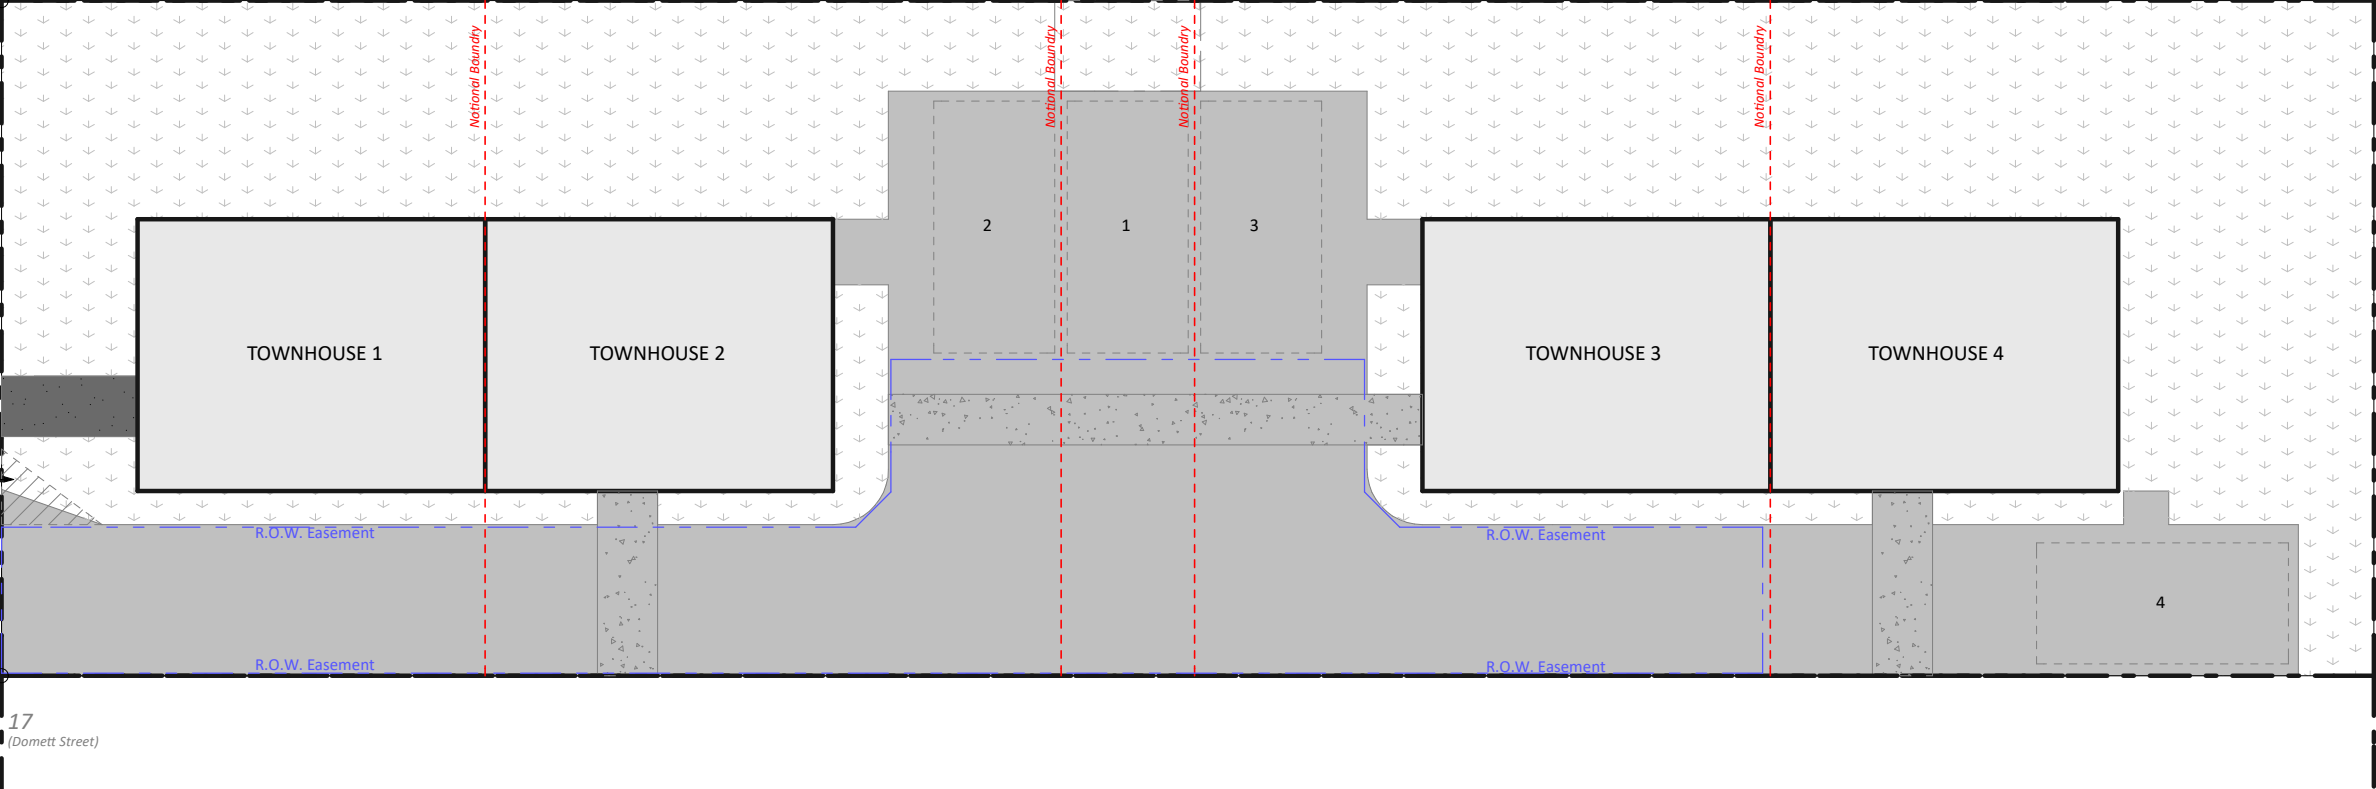 Notional Boundry
Notional Boundry
Notional Boundry
Notional Boundry
2
1
3
TOWNHOUSE 1
TOWNHOUSE 2
TOWNHOUSE 3
TOWNHOUSE 4
R.O.W. Easement
R.O.W. Easement
4
R.O.W. Easement
R.O.W. Easement
17
(Domett Street)